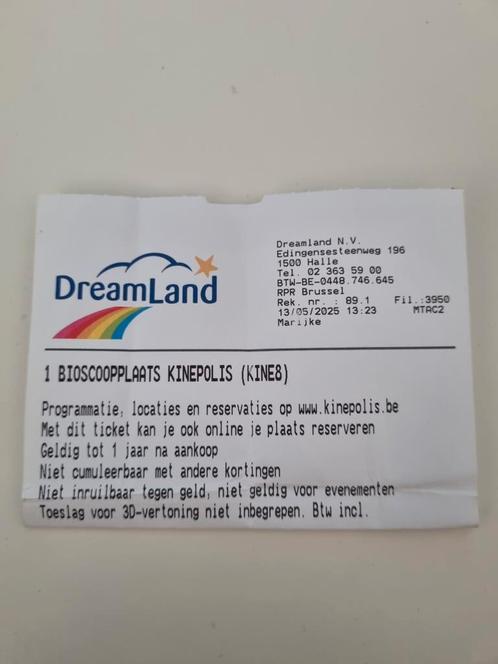 DreamLand
Dreamland N.V.
Edingensesteenweg 196
1500 Halle
Tel. 02 363 59 00
BTW-BE-0448.746.645
RPR Brussel
Rek. nr. : 89.1 Fil.:3950
13/05/2025 13:23 MTAC2
Marijke
1 BIOSCOOPPLAATS KINEPOLIS (KINE8)
Programmatie, locaties en reservaties op www.kinepolis.be
Met dit ticket kan je ook online je plaats reserveren
Geldig tot 1 jaar na aankoop
Niet cumuleerbaar met andere kortingen
Niet inruilbaar tegen geld, niet geldig voor evenementen
Toeslag voor 3D-vertoning niet inbegrepen. Btw incl.